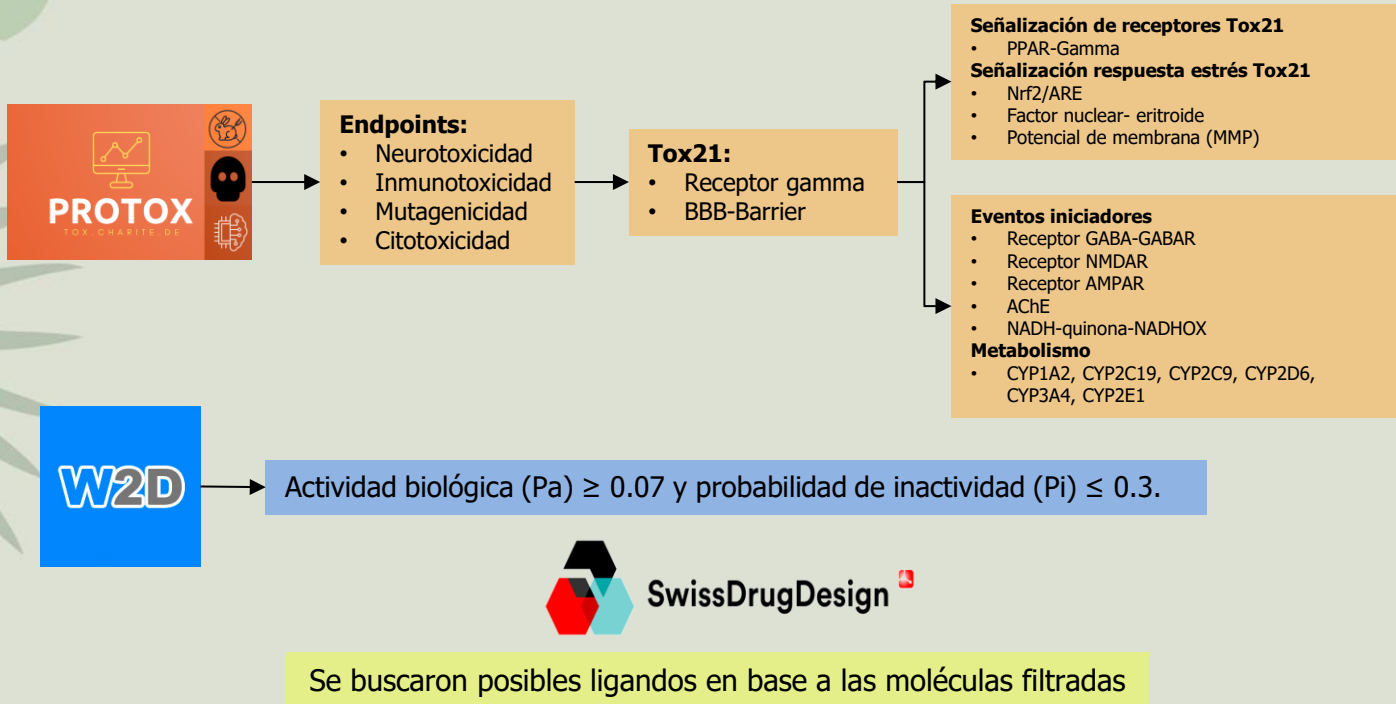 PROTOX
TOX.CHARITE.DE
Endpoints:
• Neurotoxicidad
• Inmunotoxicidad
• Mutagenicidad
• Citotoxicidad
Tox21:
• Receptor gamma
• BBB-Barrier
Señalización de receptores Tox21
• PPAR-Gamma
Señalización respuesta estrés Tox21
• Nrf2/ARE
• Factor nuclear- eritroide
• Potencial de membrana (MMP)
Eventos iniciadores
• Receptor GABA-GABAR
• Receptor NMDAR
• Receptor AMPAR
• AChE
• NADH-quinona-NADHOX
Metabolismo
• CYP1A2, CYP2C19, CYP2C9, CYP2D6,
CYP3A4, CYP2E1
W2D
Actividad biológica (Pa) ≥ 0.07 y probabilidad de inactividad (Pi) ≤ 0.3.
SwissDrugDesign
Se buscaron posibles ligandos en base a las moléculas filtradas